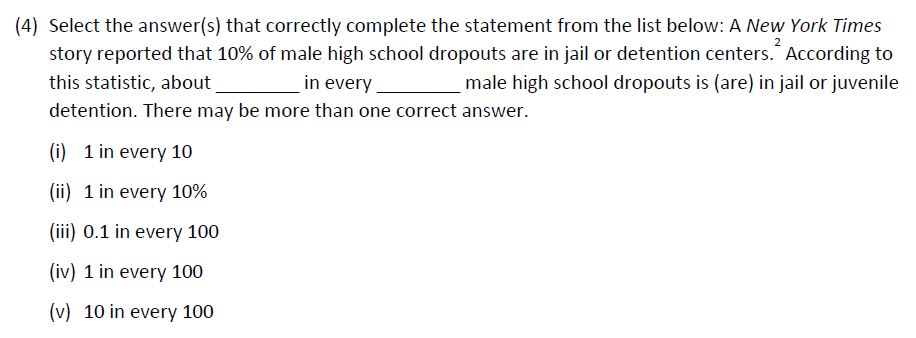 (4) Select the answer(s) that correctly complete the statement from the list below: A New York Times
story reported that 10% of male high school dropouts are in jail or detention centers.² According to
this statistic, about ________ in every ________ male high school dropouts is (are) in jail or juvenile
detention. There may be more than one correct answer.
(i) 1 in every 10
(ii) 1 in every 10%
(iii) 0.1 in every 100
(iv) 1 in every 100
(v) 10 in every 100